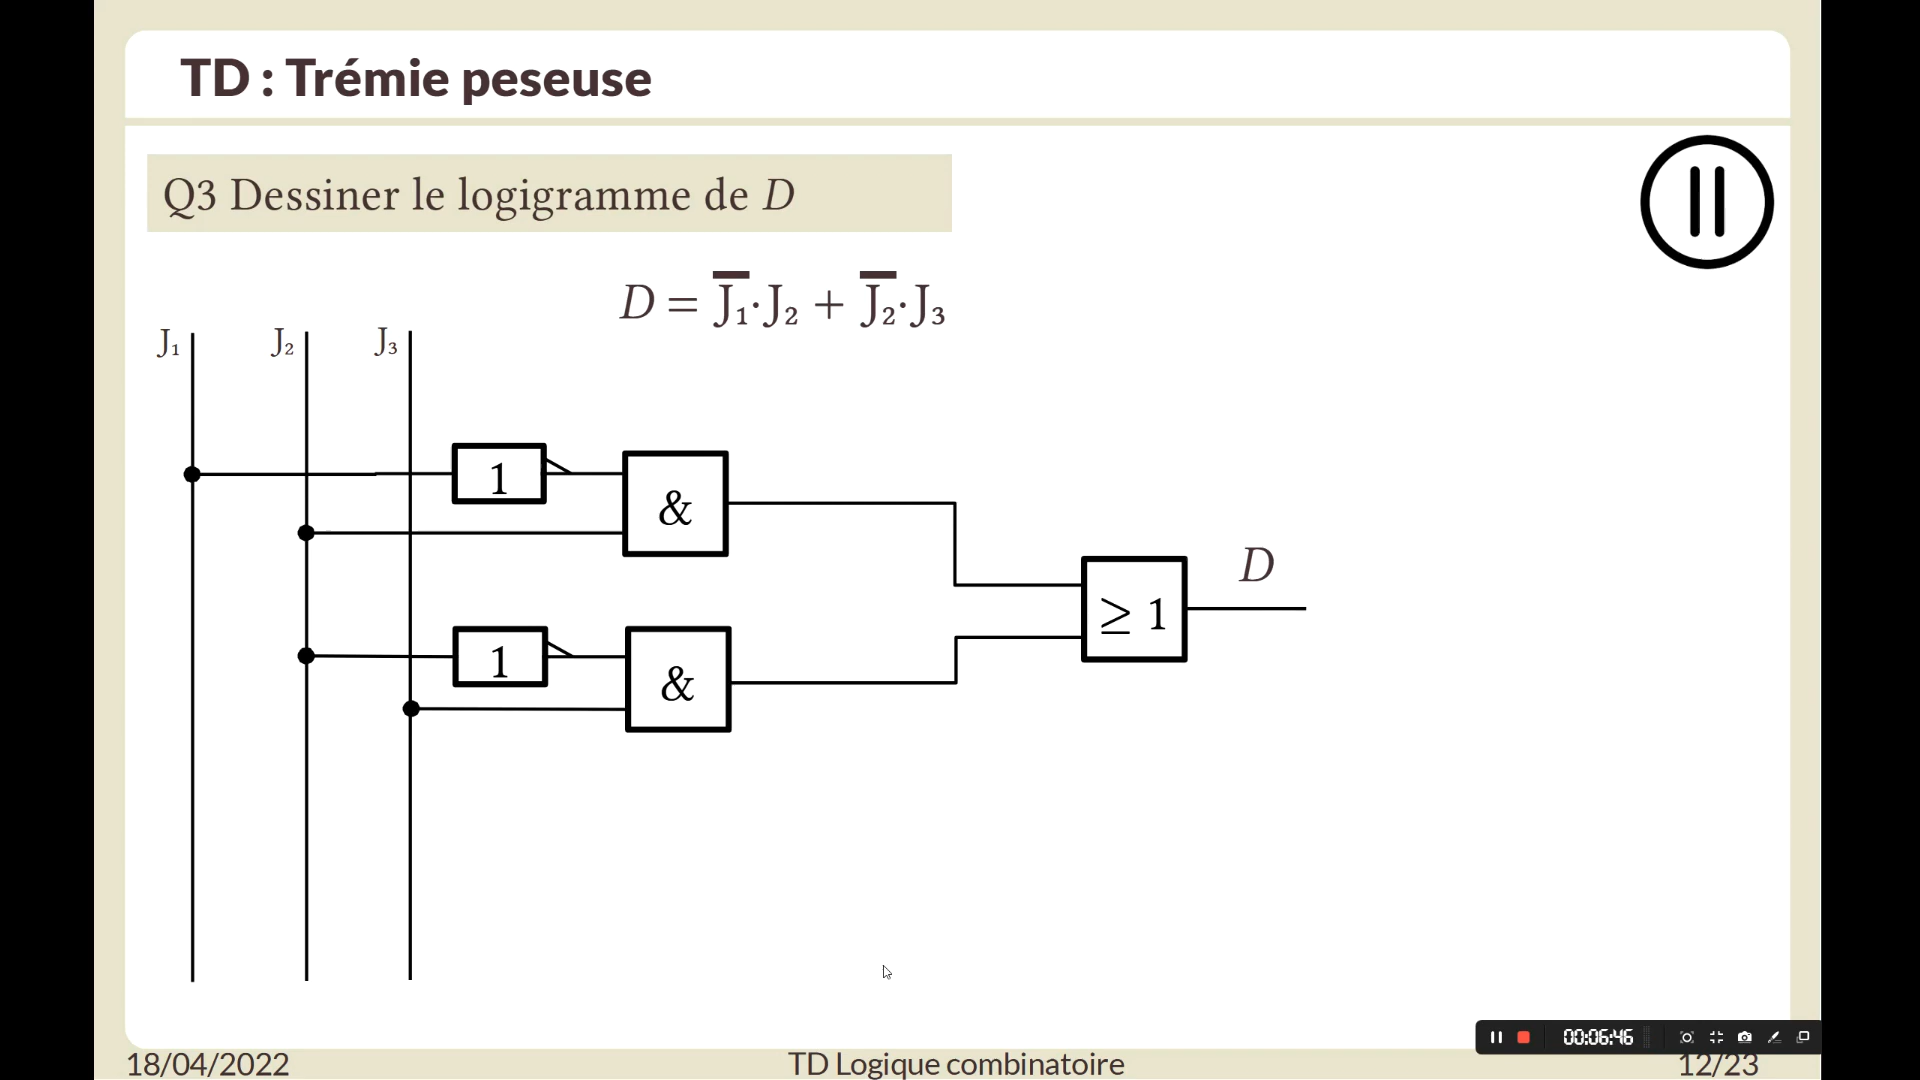 TD : Trémie peseuse
Q3 Dessiner le logigramme de D
D = J̅₁·J₂ + J̅₂·J₃
J₁ J₂ J₃
1
&
D
≥ 1
1
&
00:06:46
18/04/2022 TD Logique combinatoire 12/23